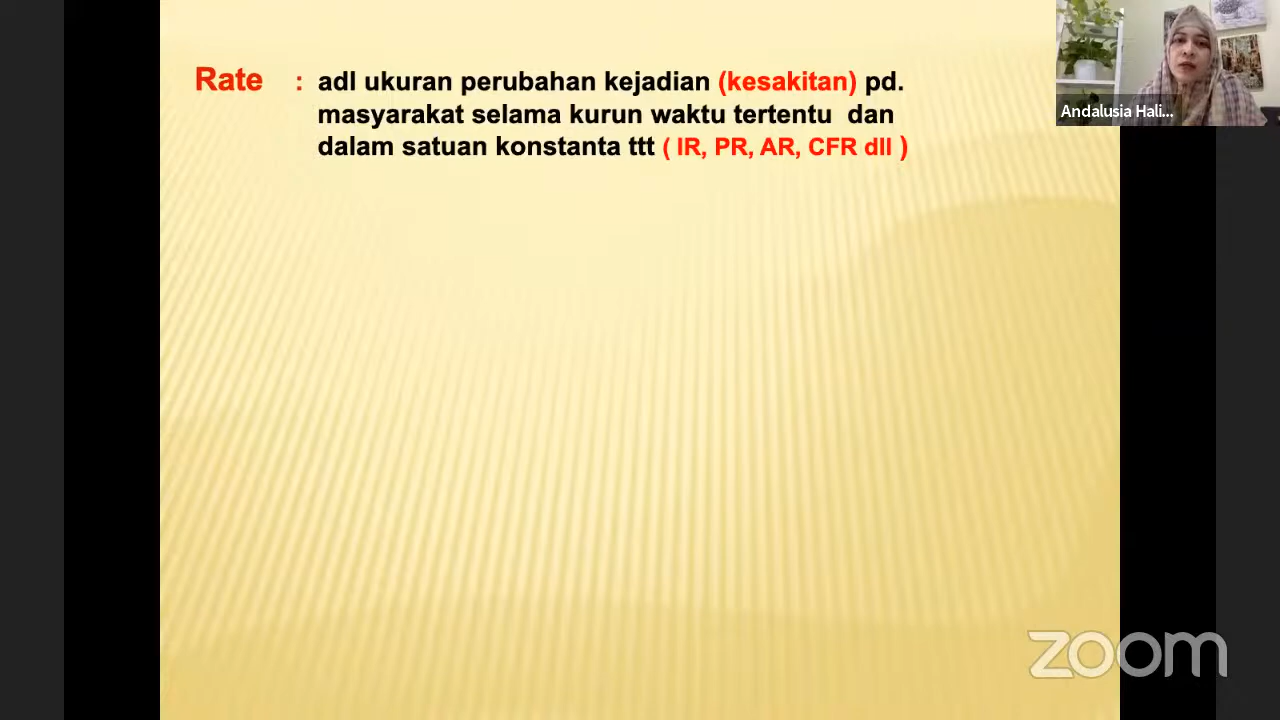 Rate : adl ukuran perubahan kejadian (kesakitan) pd.
masyarakat selama kurun waktu tertentu dan
dalam satuan konstanta ttt ( IR, PR, AR, CFR dll )
Andalusia Hali...
zoom